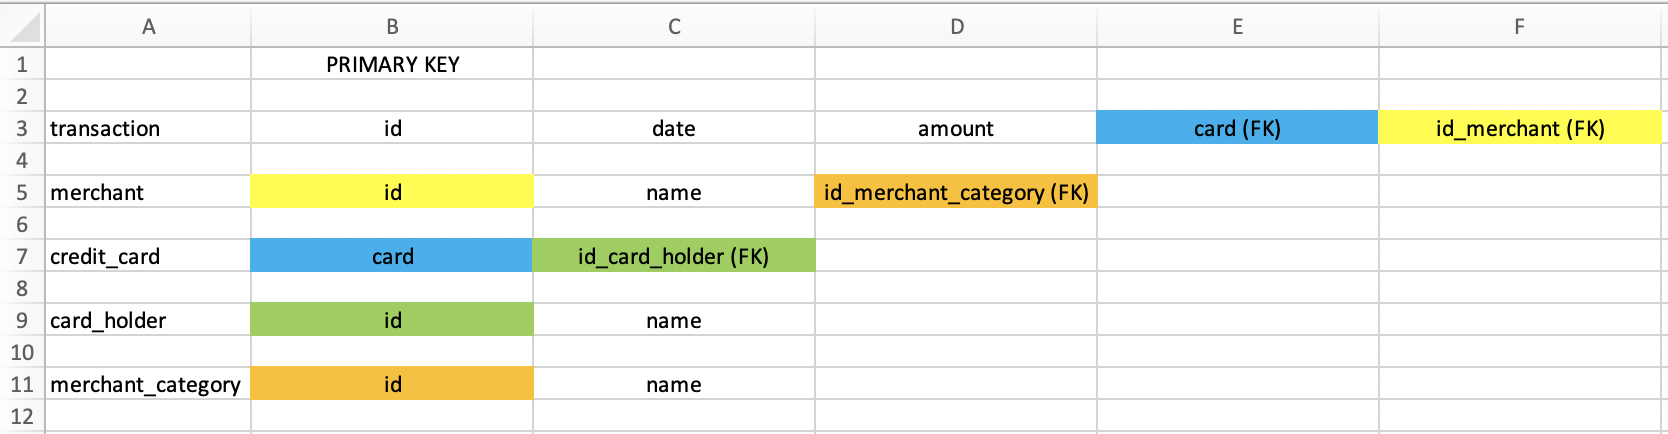 A B C D E F
1 PRIMARY KEY
2
3 transaction id date amount card (FK) id_merchant (FK)
4
5 merchant id name id_merchant_category (FK)
6
7 credit_card card id_card_holder (FK)
8
9 card_holder id name
10
11 merchant_category id name
12